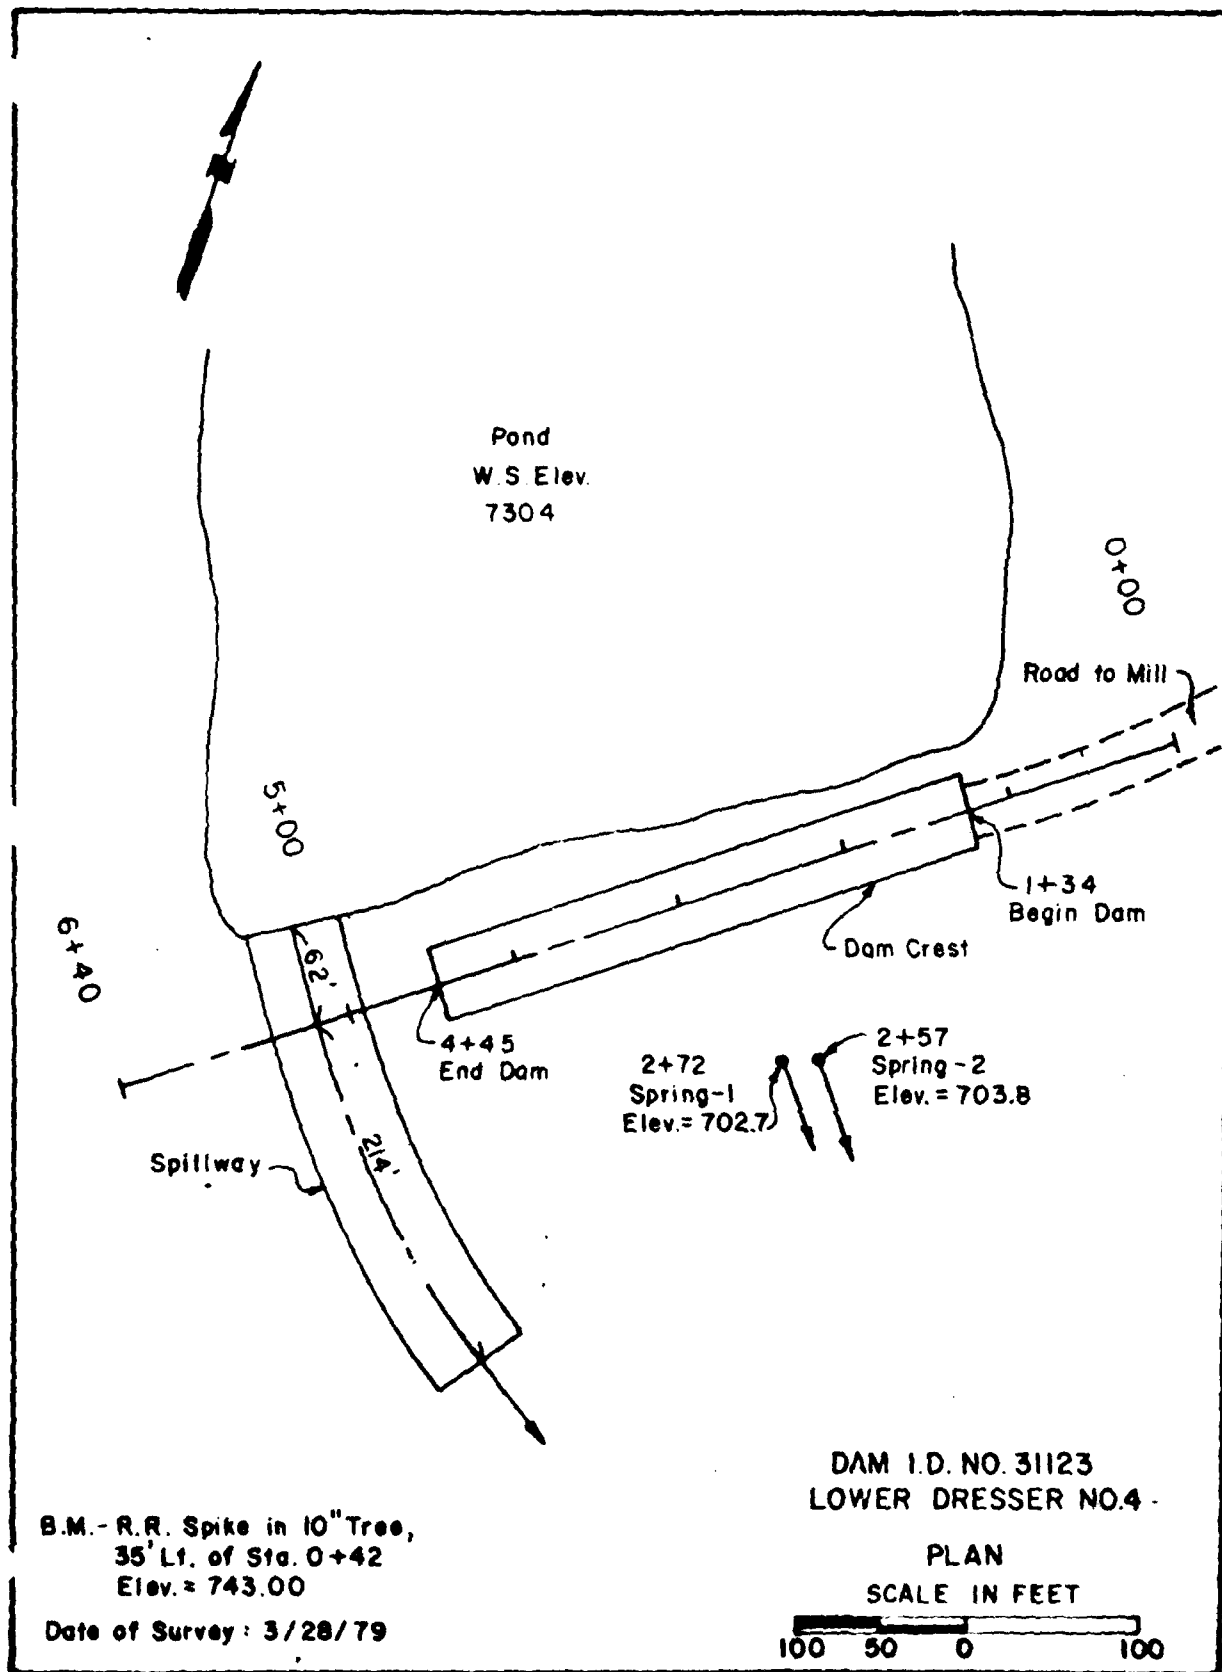 Pond
W.S. Elev.
7304
0+00
Road to Mill
5+00
6+40
62'
1+34
Begin Dam
Dam Crest
4+45
End Dam
2+72
Spring-1
Elev.= 702.7
2+57
Spring-2
Elev.= 703.8
214'
Spillway
DAM I.D. NO. 31123
LOWER DRESSER NO.4
B.M.- R.R. Spike in 10" Tree,
35' Lt. of Sta. 0+42
Elev.= 743.00
Date of Survey: 3/28/79
PLAN
SCALE IN FEET
100 50 0 100